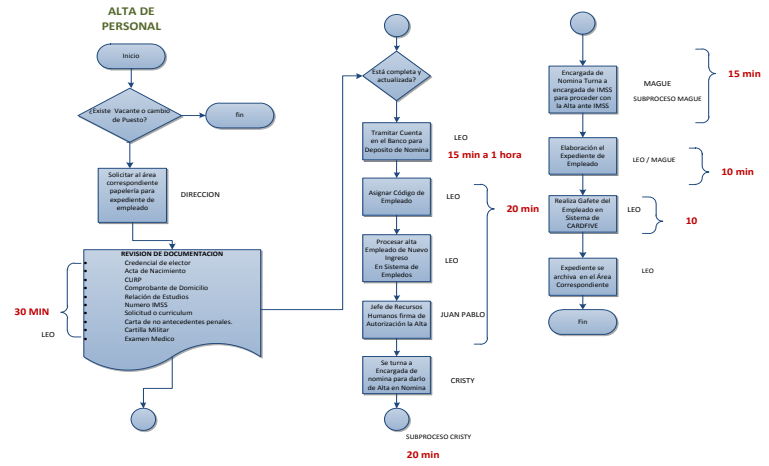 ALTA DE
PERSONAL
Inicio
¿Existe Vacante o cambio
de Puesto?
fin
Solicitar al área
correspondiente
papelería para
expediente de
empleado
DIRECCION
REVISION DE DOCUMENTACION
Credencial de elector
Acta de Nacimiento
CURP
Comprobante de Domicilio
Relación de Estudios
Numero IMSS
Solicitud o curriculum
Carta de no antecedentes penales.
Cartilla Militar
Examen Medico
30 MIN
LEO
Está completa y
actualizada?
Tramitar Cuenta
en el Banco para
Deposito de Nomina
LEO
15 min a 1 hora
Asignar Código de
Empleado
LEO
20 min
Procesar alta
Empleado de Nuevo
Ingreso
En Sistema de
Empledos
LEO
Jefe de Recursos
Humanos firma de
Autorización la Alta
JUAN PABLO
Se turna a
Encargada de
nomina para darlo
de Alta en Nomina
CRISTY
SUBPROCESO CRISTY
20 min
Encargada de
Nomina Turna a
encargada de IMSS
para proceder con
la Alta ante IMSS
MAGUE
SUBPROCESO MAGUE
15 min
Elaboración el
Expediente de
Empleado
LEO / MAGUE
10 min
Realiza Gafete del
Empleado en
Sistema de
CARDFIVE
LEO
10
Expediente se
archiva en el Área
Correspondiente
LEO
Fin